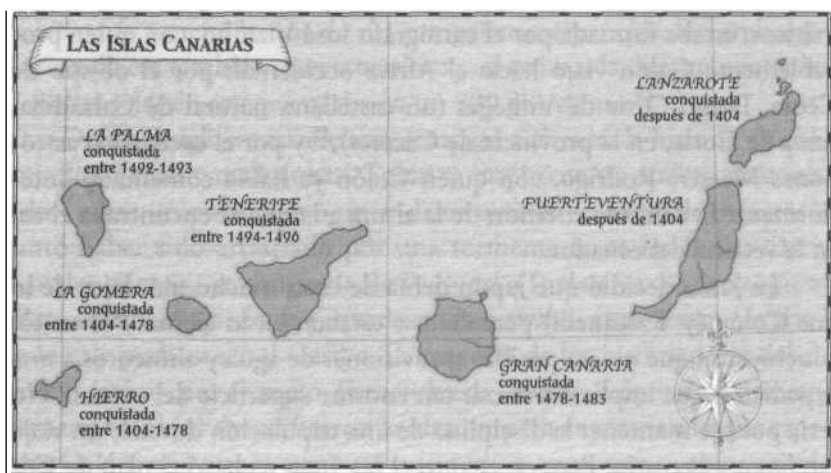 LAS ISLAS CANARIAS
LANZAROTE
conquistada
después de 1404
LA PALMA
conquistada
entre 1492-1493
TENERIFE
conquistada
entre 1494-1496
FUERTEVENTURA
después de 1404
LA GOMERA
conquistada
entre 1404-1478
GRAN CANARIA
conquistada
entre 1478-1483
HIERRO
conquistada
entre 1404-1478